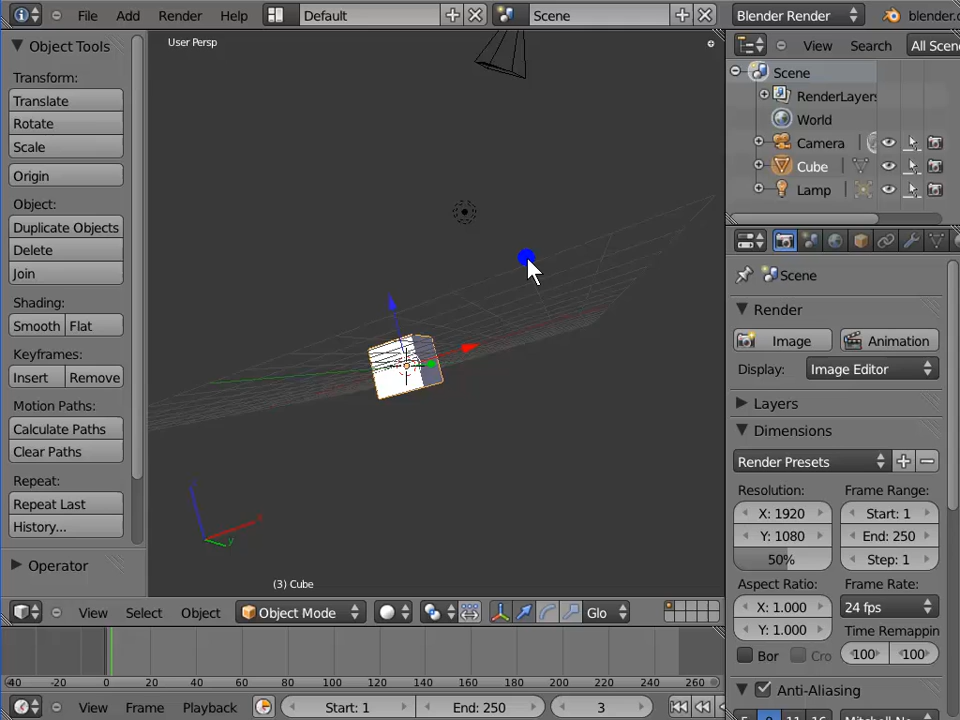 File Add Render Help Default Scene Blender Render
User Persp
Object Tools
Transform:
Translate
Rotate
Scale
Origin
Object:
Duplicate Objects
Delete
Join
Shading:
Smooth Flat
Keyframes:
Insert Remove
Motion Paths:
Calculate Paths
Clear Paths
Repeat:
Repeat Last
History...
Operator
x
y
(3) Cube
View Select Object Object Mode Glo
-20 0 20 40 60 80 100 120 140 160 180 200 220 240 260
View Frame Playback Start: 1 End: 250 3
View Search All Scen
Scene
RenderLayers
World
Camera
Cube
Lamp
Scene
Render
Image Animation
Display: Image Editor
Layers
Dimensions
Render Presets
Resolution: Frame Range:
X: 1920 Start: 1
Y: 1080 End: 250
50% Step: 1
Aspect Ratio: Frame Rate:
X: 1.000 24 fps
Y: 1.000 Time Remappin
Bor Cro 100 100
Anti-Aliasing